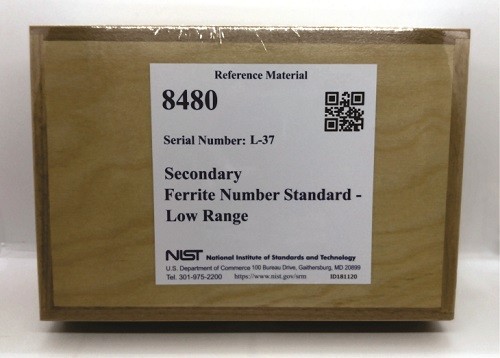 Reference Material
8480
Serial Number: L-37
Secondary
Ferrite Number Standard -
Low Range
NIST National Institute of Standards and Technology
U.S. Department of Commerce 100 Bureau Drive, Gaithersburg, MD 20899
Tel. 301-975-2200 https://www.nist.gov/srm ID181120